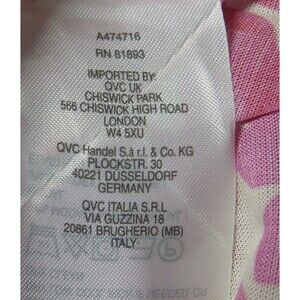 A474716
RN 81893
IMPORTED BY:
QVC UK
CHISWICK PARK
566 CHISWICK HIGH ROAD
LONDON
W4 5XU
QVC Handel S.à r.l. & Co. KG
PLOCKSTR. 30
40221 DUSSELDORF
GERMANY
QVC ITALIA S.R.L
VIA GUZZINA 18
20861 BRUGHERIO (MB)
ITALY